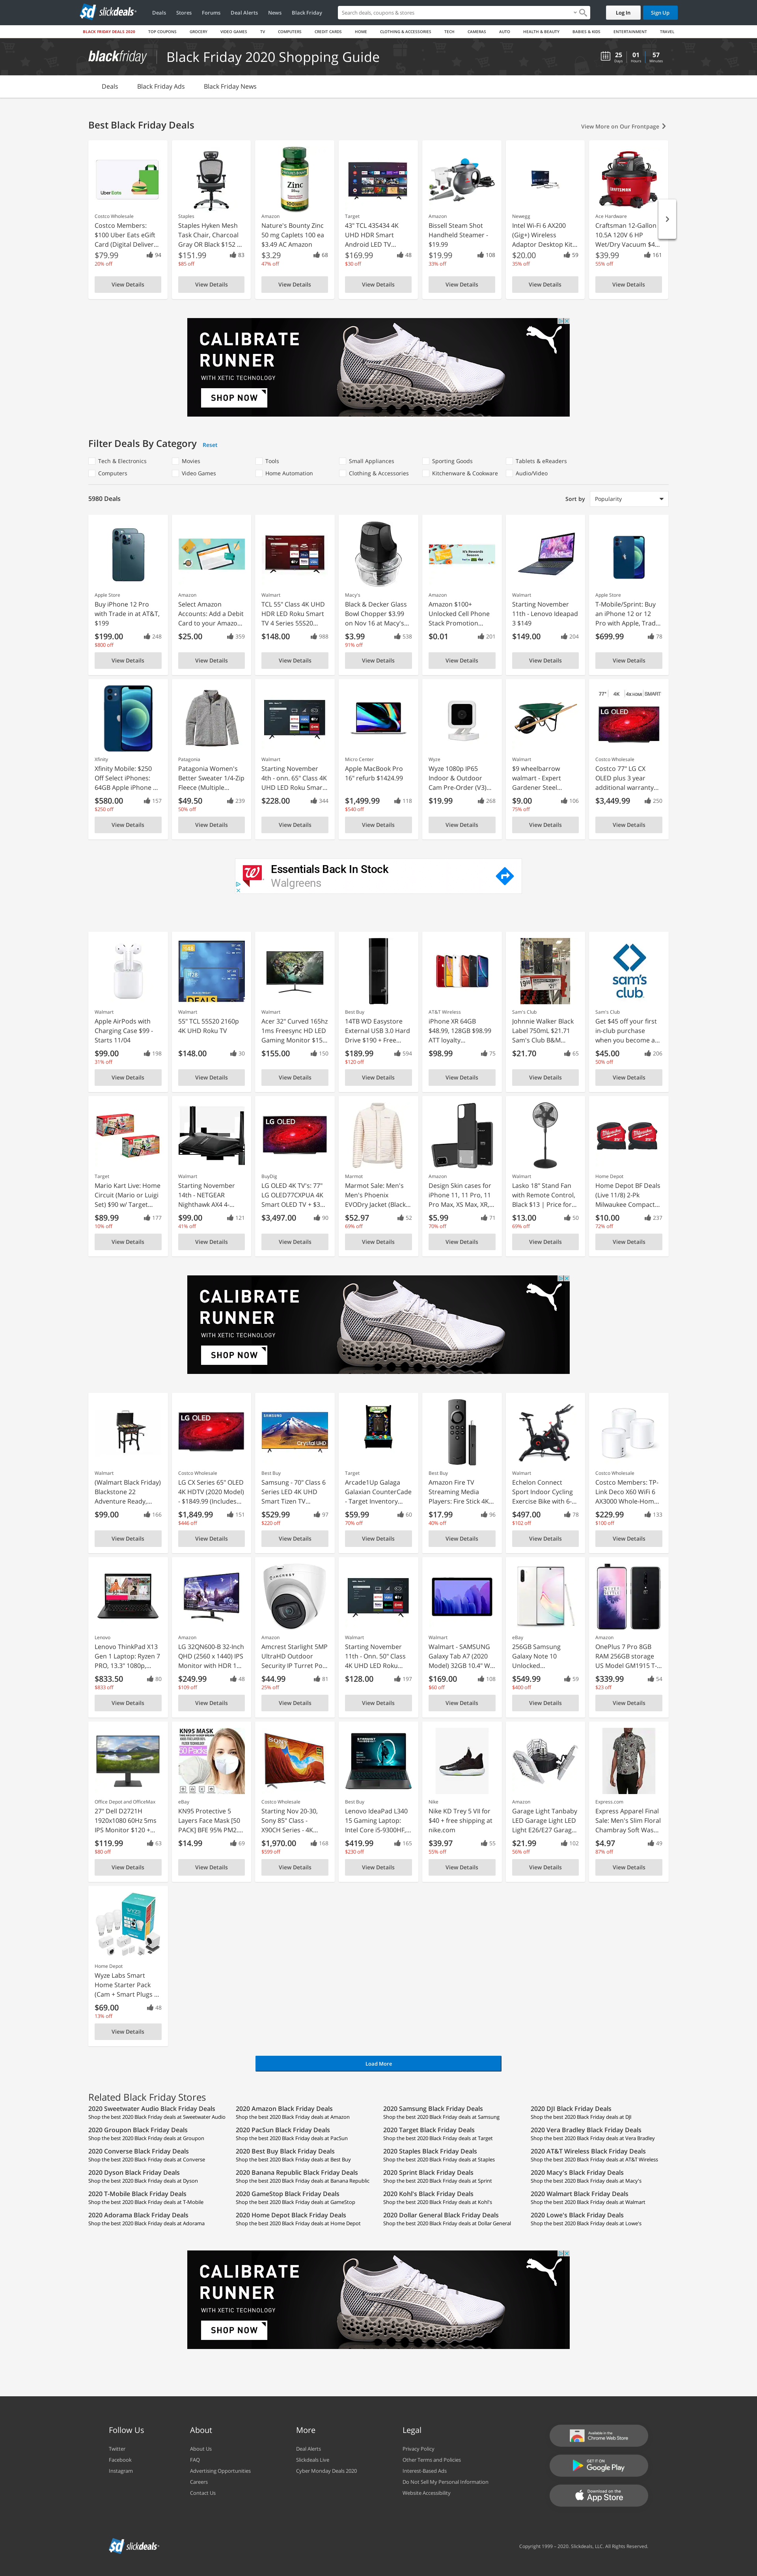 slickdeals
Deals Stores Forums Deal Alerts News Black Friday
Search deals, coupons & stores
Log In Sign Up
BLACK FRIDAY DEALS 2020 TOP COUPONS GROCERY VIDEO GAMES TV COMPUTERS CREDIT CARDS HOME CLOTHING & ACCESSORIES TECH CAMERAS AUTO HEALTH & BEAUTY BABIES & KIDS ENTERTAINMENT TRAVEL
blackfriday Black Friday 2020 Shopping Guide
25 01 57
Days Hours Minutes
Deals Black Friday Ads Black Friday News
Best Black Friday Deals
View More on Our Frontpage
Costco Wholesale Staples Amazon Target Amazon Newegg Ace Hardware
Costco Members: Staples Hyken Mesh Nature's Bounty Zinc 43" TCL 43S434 4K Bissell Steam Shot Intel Wi-Fi 6 AX200 Craftsman 12-Gallon
$100 Uber Eats eGift Task Chair, Charcoal 50 mg Caplets 100 ea UHD HDR Smart Handheld Steamer - (Gig+) Wireless 10.5A 120V 6 HP
Card (Digital Deliver... Gray OR Black $152 ... $3.49 AC Amazon Android LED TV... $19.99 Adaptor Desktop Kit... Wet/Dry Vacuum $4...
$79.99 94 $151.99 83 $3.29 68 $169.99 48 $19.99 108 $20.00 59 $39.99 161
20% off $85 off 47% off $30 off 33% off 35% off 55% off
View Details View Details View Details View Details View Details View Details View Details
CALIBRATE
RUNNER
WITH XETIC TECHNOLOGY
SHOP NOW
Filter Deals By Category Reset
Tech & Electronics Movies Tools Small Appliances Sporting Goods Tablets & eReaders
Computers Video Games Home Automation Clothing & Accessories Kitchenware & Cookware Audio/Video
5980 Deals Sort by Popularity
Apple Store Amazon Walmart Macy's Amazon Walmart Apple Store
Buy iPhone 12 Pro Select Amazon TCL 55" Class 4K UHD Black & Decker Glass Amazon $100+ Starting November T-Mobile/Sprint: Buy
with Trade in at AT&T, Accounts: Add a Debit HDR LED Roku Smart Bowl Chopper $3.99 Unlocked Cell Phone 11th - Lenovo Ideapad an iPhone 12 or 12
$199 Card to your Amazo... TV 4 Series 55S20... on Nov 16 at Macy's... Stack Promotion... 3 $149 Pro with Apple, Trad...
$199.00 248 $25.00 359 $148.00 988 $3.99 538 $0.01 201 $149.00 204 $699.99 78
$800 off 91% off
View Details View Details View Details View Details View Details View Details View Details
77" 4K 4x HDMI SMART
LG OLED
Xfinity Patagonia Walmart Micro Center Wyze Walmart Costco Wholesale
Xfinity Mobile: $250 Patagonia Women's Starting November Apple MacBook Pro Wyze 1080p IP65 $9 wheelbarrow Costco 77" LG CX
Off Select iPhones: Better Sweater 1/4-Zip 4th - onn. 65" Class 4K 16" refurb $1424.99 Indoor & Outdoor walmart - Expert OLED plus 3 year
64GB Apple iPhone ... Fleece (Multiple... UHD LED Roku Smar... Cam Pre-Order (V3)... Gardener Steel... additional warranty...
$580.00 157 $49.50 239 $228.00 344 $1,499.99 118 $19.99 268 $9.00 106 $3,449.99 250
$250 off 50% off $540 off 75% off
View Details View Details View Details View Details View Details View Details View Details
Essentials Back In Stock
Walgreens
DEALS
sam's club
Walmart Walmart Walmart Best Buy AT&T Wireless Sam's Club Sam's Club
Apple AirPods with 55" TCL 55S20 2160p Acer 32" Curved 165hz 14TB WD Easystore iPhone XR 64GB Johnnie Walker Black Get $45 off your first
Charging Case $99 - 4K UHD Roku TV 1ms Freesync HD LED External USB 3.0 Hard $48.99, 128GB $98.99 Label 750mL $21.71 in-club purchase
Starts 11/04 Gaming Monitor $15... Drive $190 + Free... ATT loyalty... Sam's Club B&M... when you become a...
$99.00 198 $148.00 30 $155.00 150 $189.99 594 $98.99 75 $21.70 65 $45.00 206
31% off $120 off 50% off
View Details View Details View Details View Details View Details View Details View Details
LG OLED
Target Walmart BuyDig Marmot Amazon Walmart Home Depot
Mario Kart Live: Home Starting November LG OLED 4K TV's: 77" Marmot Sale: Men's Design Skin cases for Lasko 18" Stand Fan Home Depot BF Deals
Circuit (Mario or Luigi 14th - NETGEAR LG OLED77CXPUA 4K Men's Phoenix iPhone 11, 11 Pro, 11 with Remote Control, (Live 11/8) 2-Pk
Set) $90 w/ Target... Nighthawk AX4 4-... Smart OLED TV + $3... EVODry Jacket (Black... Pro Max, XS Max, XR,... Black $13 | Price for... Milwaukee Compact...
$89.99 177 $99.00 121 $3,497.00 90 $52.97 52 $5.99 71 $13.00 50 $10.00 237
10% off 41% off 69% off 70% off 69% off 72% off
View Details View Details View Details View Details View Details View Details View Details
CALIBRATE
RUNNER
WITH XETIC TECHNOLOGY
SHOP NOW
LG OLED SAMSUNG Crystal UHD
Walmart Costco Wholesale Best Buy Target Best Buy Walmart Costco Wholesale
(Walmart Black Friday) LG CX Series 65" OLED Samsung - 70" Class 6 Arcade1Up Galaga Amazon Fire TV Echelon Connect Costco Members: TP-
Blackstone 22 4K HDTV (2020 Model) Series LED 4K UHD Galaxian CounterCade Streaming Media Sport Indoor Cycling Link Deco X60 WiFi 6
Adventure Ready,... - $1849.99 (Includes... Smart Tizen TV... - Target Inventory... Players: Fire Stick 4K... Exercise Bike with 6-... AX3000 Whole-Hom...
$99.00 166 $1,849.99 151 $529.99 97 $59.99 60 $17.99 96 $497.00 78 $229.99 133
$446 off $220 off 70% off 40% off $102 off $100 off
View Details View Details View Details View Details View Details View Details View Details
Lenovo Amazon Amazon Walmart Walmart eBay Amazon
Lenovo ThinkPad X13 LG 32QN600-B 32-Inch Amcrest Starlight 5MP Starting November Walmart - SAMSUNG 256GB Samsung OnePlus 7 Pro 8GB
Gen 1 Laptop: Ryzen 7 QHD (2560 x 1440) IPS UltraHD Outdoor 11th - Onn. 50" Class Galaxy Tab A7 (2020 Galaxy Note 10 RAM 256GB storage
PRO, 13.3" 1080p,... Monitor with HDR 1... Security IP Turret Po... 4K UHD LED Roku... Model) 32GB 10.4" W... Unlocked... US Model GM1915 T-...
$833.50 80 $249.99 48 $44.99 81 $128.00 197 $169.00 108 $549.99 59 $339.99 54
$833 off $109 off 25% off $60 off $400 off $23 off
View Details View Details View Details View Details View Details View Details View Details
KN95 MASK
SONY
Office Depot and OfficeMax eBay Costco Wholesale Best Buy Nike Amazon Express.com
27" Dell D2721H KN95 Protective 5 Starting Nov 20-30, Lenovo IdeaPad L340 Nike KD Trey 5 VII for Garage Light Tanbaby Express Apparel Final
1920x1080 60Hz 5ms Layers Face Mask [50 Sony 85" Class - 15 Gaming Laptop: $40 + free shipping at LED Garage Light LED Sale: Men's Slim Floral
IPS Monitor $120 +... PACK] BFE 95% PM2.... X90CH Series - 4K... Intel Core i5-9300HF,... nike.com Light E26/E27 Garag... Chambray Soft Was...
$119.99 63 $14.99 69 $1,970.00 168 $419.99 165 $39.97 55 $21.99 102 $4.97 49
$80 off $599 off $230 off 55% off 56% off 87% off
View Details View Details View Details View Details View Details View Details View Details
Home Depot
Wyze Labs Smart
Home Starter Pack
(Cam + Smart Plugs ...
$69.00 48
13% off
View Details
Load More
Related Black Friday Stores
2020 Sweetwater Audio Black Friday Deals 2020 Amazon Black Friday Deals 2020 Samsung Black Friday Deals 2020 DJI Black Friday Deals
Shop the best 2020 Black Friday deals at Sweetwater Audio Shop the best 2020 Black Friday deals at Amazon Shop the best 2020 Black Friday deals at Samsung Shop the best 2020 Black Friday deals at DJI
2020 Groupon Black Friday Deals 2020 PacSun Black Friday Deals 2020 Target Black Friday Deals 2020 Vera Bradley Black Friday Deals
Shop the best 2020 Black Friday deals at Groupon Shop the best 2020 Black Friday deals at PacSun Shop the best 2020 Black Friday deals at Target Shop the best 2020 Black Friday deals at Vera Bradley
2020 Converse Black Friday Deals 2020 Best Buy Black Friday Deals 2020 Staples Black Friday Deals 2020 AT&T Wireless Black Friday Deals
Shop the best 2020 Black Friday deals at Converse Shop the best 2020 Black Friday deals at Best Buy Shop the best 2020 Black Friday deals at Staples Shop the best 2020 Black Friday deals at AT&T Wireless
2020 Dyson Black Friday Deals 2020 Banana Republic Black Friday Deals 2020 Sprint Black Friday Deals 2020 Macy's Black Friday Deals
Shop the best 2020 Black Friday deals at Dyson Shop the best 2020 Black Friday deals at Banana Republic Shop the best 2020 Black Friday deals at Sprint Shop the best 2020 Black Friday deals at Macy's
2020 T-Mobile Black Friday Deals 2020 GameStop Black Friday Deals 2020 Kohl's Black Friday Deals 2020 Walmart Black Friday Deals
Shop the best 2020 Black Friday deals at T-Mobile Shop the best 2020 Black Friday deals at GameStop Shop the best 2020 Black Friday deals at Kohl's Shop the best 2020 Black Friday deals at Walmart
2020 Adorama Black Friday Deals 2020 Home Depot Black Friday Deals 2020 Dollar General Black Friday Deals 2020 Lowe's Black Friday Deals
Shop the best 2020 Black Friday deals at Adorama Shop the best 2020 Black Friday deals at Home Depot Shop the best 2020 Black Friday deals at Dollar General Shop the best 2020 Black Friday deals at Lowe's
CALIBRATE
RUNNER
WITH XETIC TECHNOLOGY
SHOP NOW
Follow Us About More Legal
Twitter About Us Deal Alerts Privacy Policy
Facebook FAQ Slickdeals Live Other Terms and Policies
Instagram Advertising Opportunities Cyber Monday Deals 2020 Interest-Based Ads
Careers Do Not Sell My Personal Information
Contact Us Website Accessibility
Available in the
Chrome Web Store
GET IT ON
Google Play
Download on the
App Store
slickdeals
Copyright 1999 - 2020. Slickdeals, LLC. All Rights Reserved.